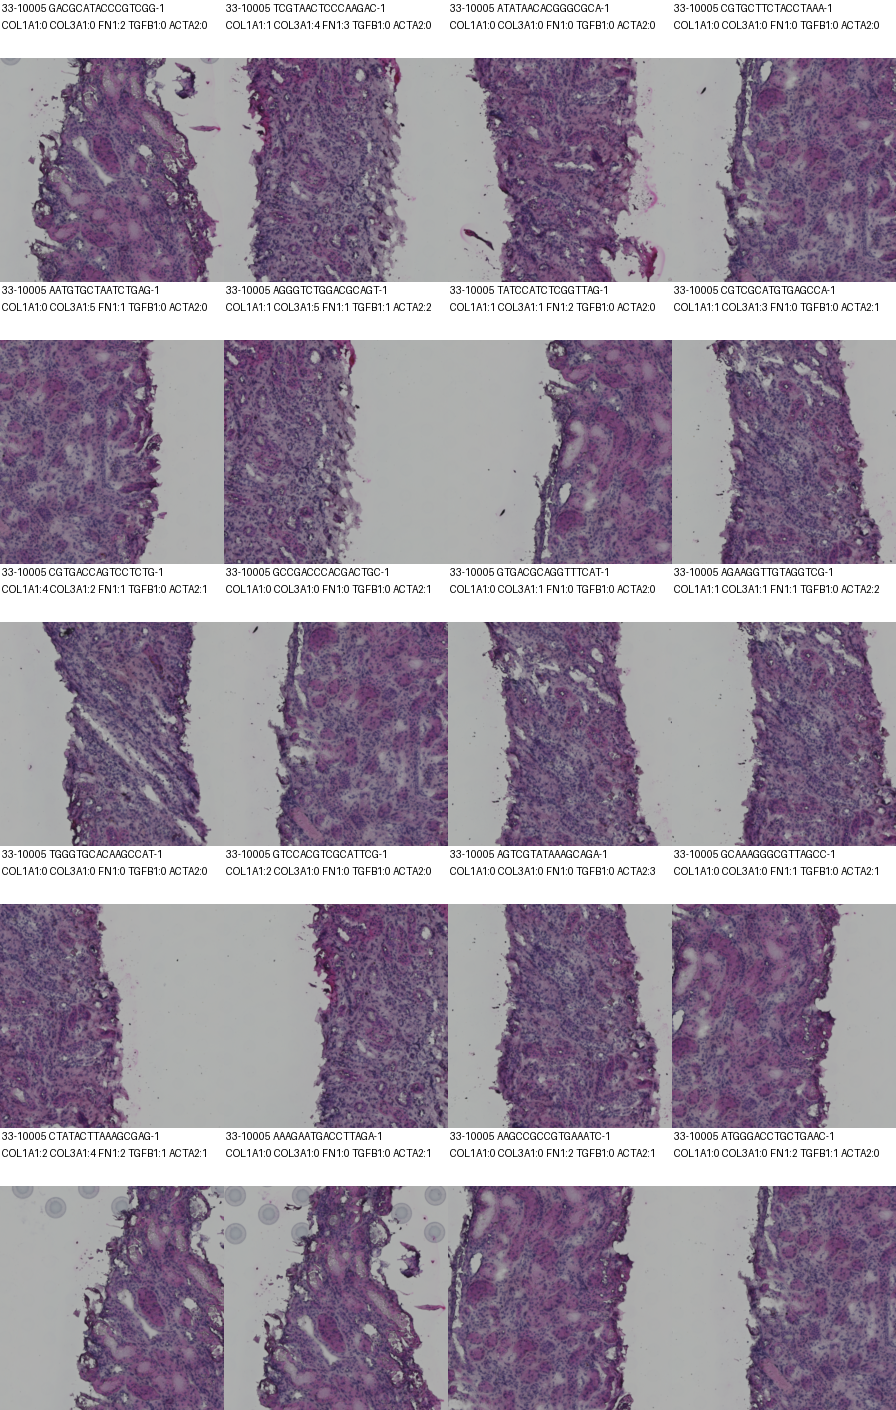 33-10005 GACGCATACCCGTCGG-1
COL1A1:0 COL3A1:0 FN1:2 TGFB1:0 ACTA2:0
33-10005 TCGTAACTCCCAAGAC-1
COL1A1:1 COL3A1:4 FN1:3 TGFB1:0 ACTA2:0
33-10005 ATATAACACGGGCGCA-1
COL1A1:0 COL3A1:0 FN1:0 TGFB1:0 ACTA2:0
33-10005 CGTGCTTCTACCTAAA-1
COL1A1:0 COL3A1:0 FN1:0 TGFB1:0 ACTA2:0
33-10005 AATGTGCTAATCTGAG-1
COL1A1:0 COL3A1:5 FN1:1 TGFB1:0 ACTA2:0
33-10005 AGGGTCTGGACGCAGT-1
COL1A1:1 COL3A1:5 FN1:1 TGFB1:1 ACTA2:2
33-10005 TATCCATCTCGGTTAG-1
COL1A1:1 COL3A1:1 FN1:2 TGFB1:0 ACTA2:0
33-10005 CGTCGCATGTGAGCCA-1
COL1A1:1 COL3A1:3 FN1:0 TGFB1:0 ACTA2:1
33-10005 CGTGACCAGTCCTCTG-1
COL1A1:4 COL3A1:2 FN1:1 TGFB1:0 ACTA2:1
33-10005 GCCGACCCACGACTGC-1
COL1A1:0 COL3A1:0 FN1:0 TGFB1:0 ACTA2:1
33-10005 GTGACGCAGGTTTCAT-1
COL1A1:0 COL3A1:1 FN1:0 TGFB1:0 ACTA2:0
33-10005 AGAAGGTTGTAGGTCG-1
COL1A1:1 COL3A1:1 FN1:1 TGFB1:0 ACTA2:2
33-10005 TGGGTGCACAAGCCAT-1
COL1A1:0 COL3A1:0 FN1:0 TGFB1:0 ACTA2:0
33-10005 GTCCACGTCGCATTCG-1
COL1A1:2 COL3A1:0 FN1:0 TGFB1:0 ACTA2:0
33-10005 AGTCGTATAAAGCAGA-1
COL1A1:0 COL3A1:0 FN1:0 TGFB1:0 ACTA2:3
33-10005 GCAAAGGGCGTTAGCC-1
COL1A1:0 COL3A1:0 FN1:1 TGFB1:0 ACTA2:1
33-10005 CTATACTTAAAGCGAG-1
COL1A1:2 COL3A1:4 FN1:2 TGFB1:1 ACTA2:1
33-10005 AAAGAATGACCTTAGA-1
COL1A1:0 COL3A1:0 FN1:1 TGFB1:0 ACTA2:1
33-10005 AAGCCGCCGTGAAATC-1
COL1A1:0 COL3A1:0 FN1:2 TGFB1:0 ACTA2:1
33-10005 ATGGGACCTGCTGAAC-1
COL1A1:0 COL3A1:0 FN1:2 TGFB1:1 ACTA2:0